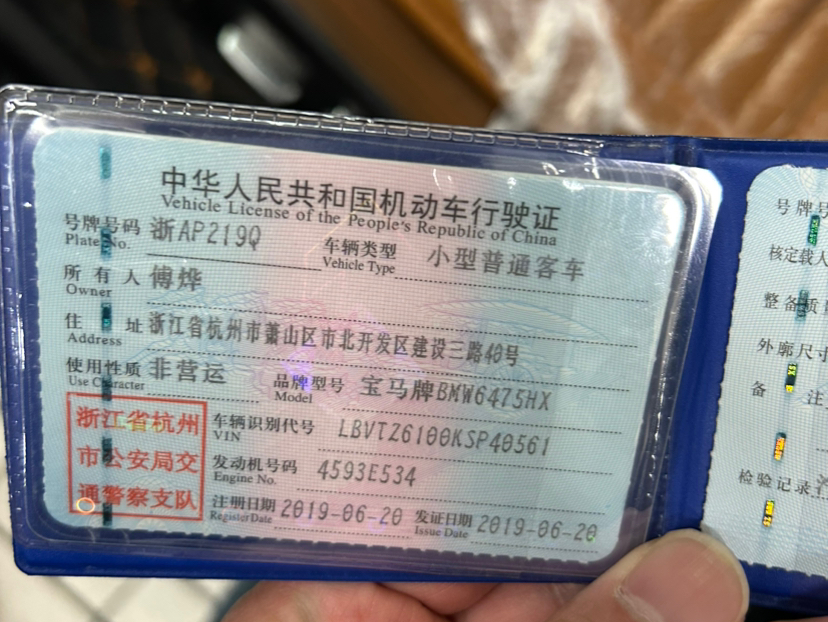 中华人民共和国机动车行驶证
Vehicle License of the People's Republic of China
号牌号码 浙AP219Q 车辆类型 小型普通客车
Plate No. Vehicle Type
所有人 傅烨
Owner
住址 浙江省杭州市萧山区市北开发区建设三路40号
Address
使用性质 非营运 品牌型号 宝马牌BMW6475HX
Use Character Model
浙江省杭州
市公安局交
通警察支队
车辆识别代号 LBVTZ6100KSP40561
VIN
发动机号码 4593E534
Engine No.
注册日期 2019-06-20 发证日期 2019-06-20
Register Date Issue Date
号牌号
核定载人
整备质量
外廓尺寸
备注
检验记录